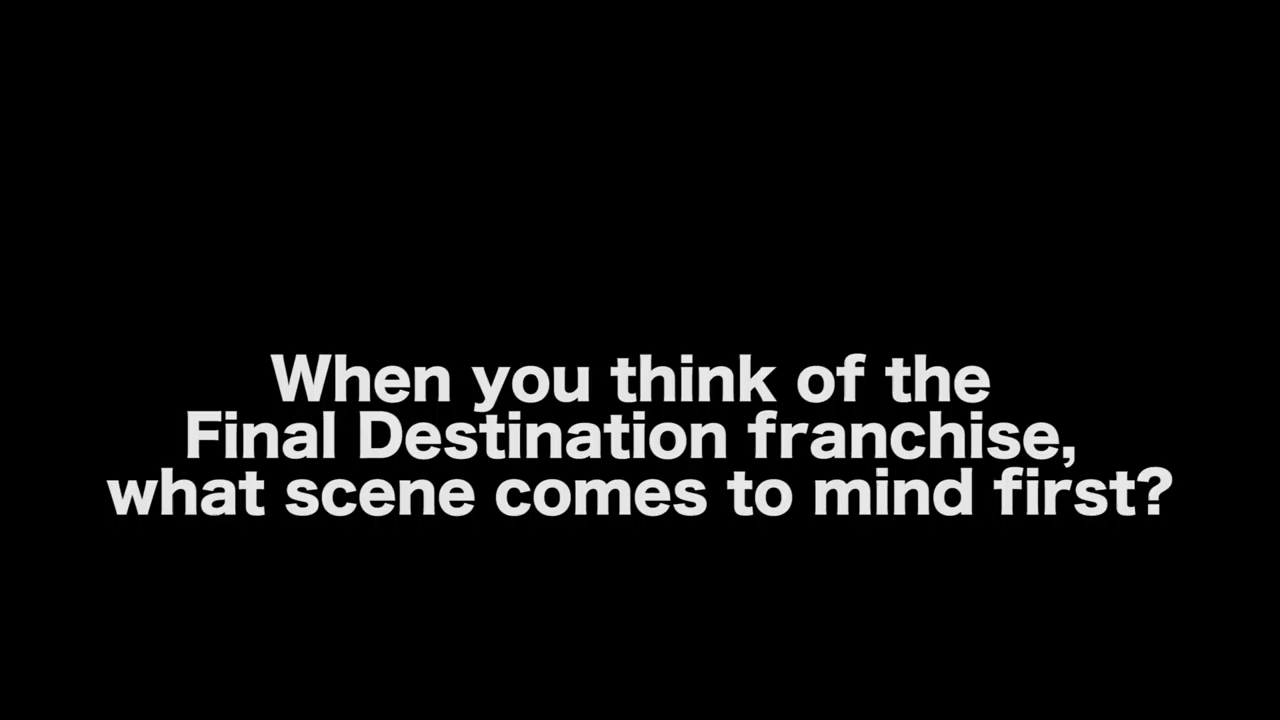 When you think of the
Final Destination franchise,
what scene comes to mind first?